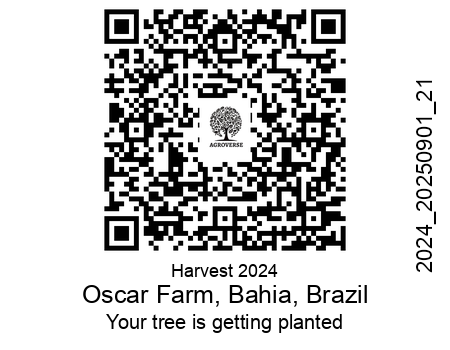 AGROVERSE
Harvest 2024
Oscar Farm, Bahia, Brazil
Your tree is getting planted
2024_20250901_21